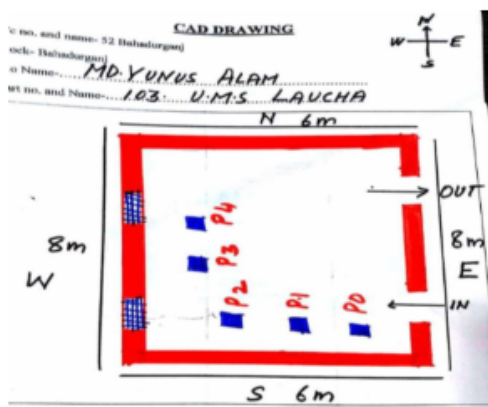 CAD DRAWING
c no. and name- 52 Bahadurganj
ock- Bahadurganj
o Name-.... MD. YUNUS ALAM
art no. and Name-.. 103. U.M.S LAUCHA
N
W E
S
N 6m
OUT
P4
8m
8m
P3
E
W
P2
P1
P0
IN
S 6m